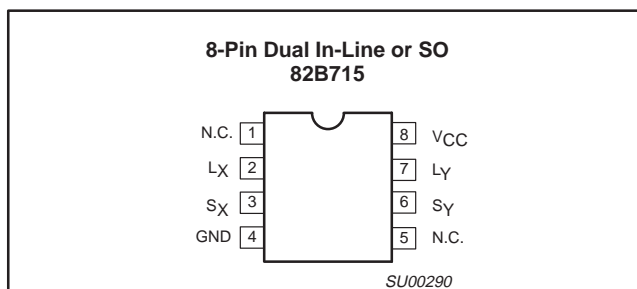 8-Pin Dual In-Line or SO
82B715
N.C. 1 8 VCC
LX 2 7 LY
SX 3 6 SY
GND 4 5 N.C.
SU00290